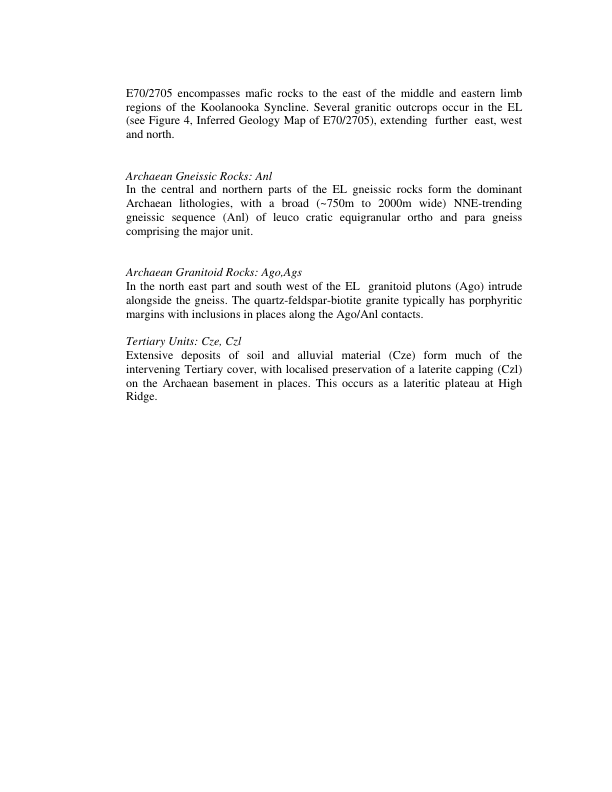 E70/2705 encompasses mafic rocks to the east of the middle and eastern limb
regions of the Koolanooka Syncline. Several granitic outcrops occur in the EL
(see Figure 4, Inferred Geology Map of E70/2705), extending further east, west
and north.
Archaean Gneissic Rocks: Anl
In the central and northern parts of the EL gneissic rocks form the dominant
Archaean lithologies, with a broad (~750m to 2000m wide) NNE-trending
gneissic sequence (Anl) of leuco cratic equigranular ortho and para gneiss
comprising the major unit.
Archaean Granitoid Rocks: Ago,Ags
In the north east part and south west of the EL granitoid plutons (Ago) intrude
alongside the gneiss. The quartz-feldspar-biotite granite typically has porphyritic
margins with inclusions in places along the Ago/Anl contacts.
Tertiary Units: Cze, Czl
Extensive deposits of soil and alluvial material (Cze) form much of the
intervening Tertiary cover, with localised preservation of a laterite capping (Czl)
on the Archaean basement in places. This occurs as a lateritic plateau at High
Ridge.